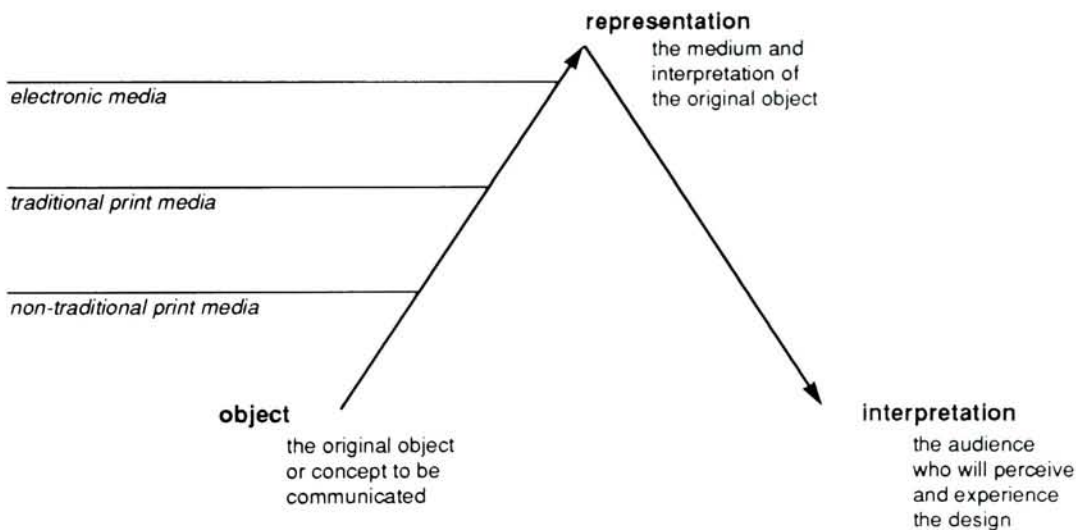 representation
the medium and
interpretation of
the original object
electronic media
traditional print media
non-traditional print media
object
the original object
or concept to be
communicated
interpretation
the audience
who will perceive
and experience
the design